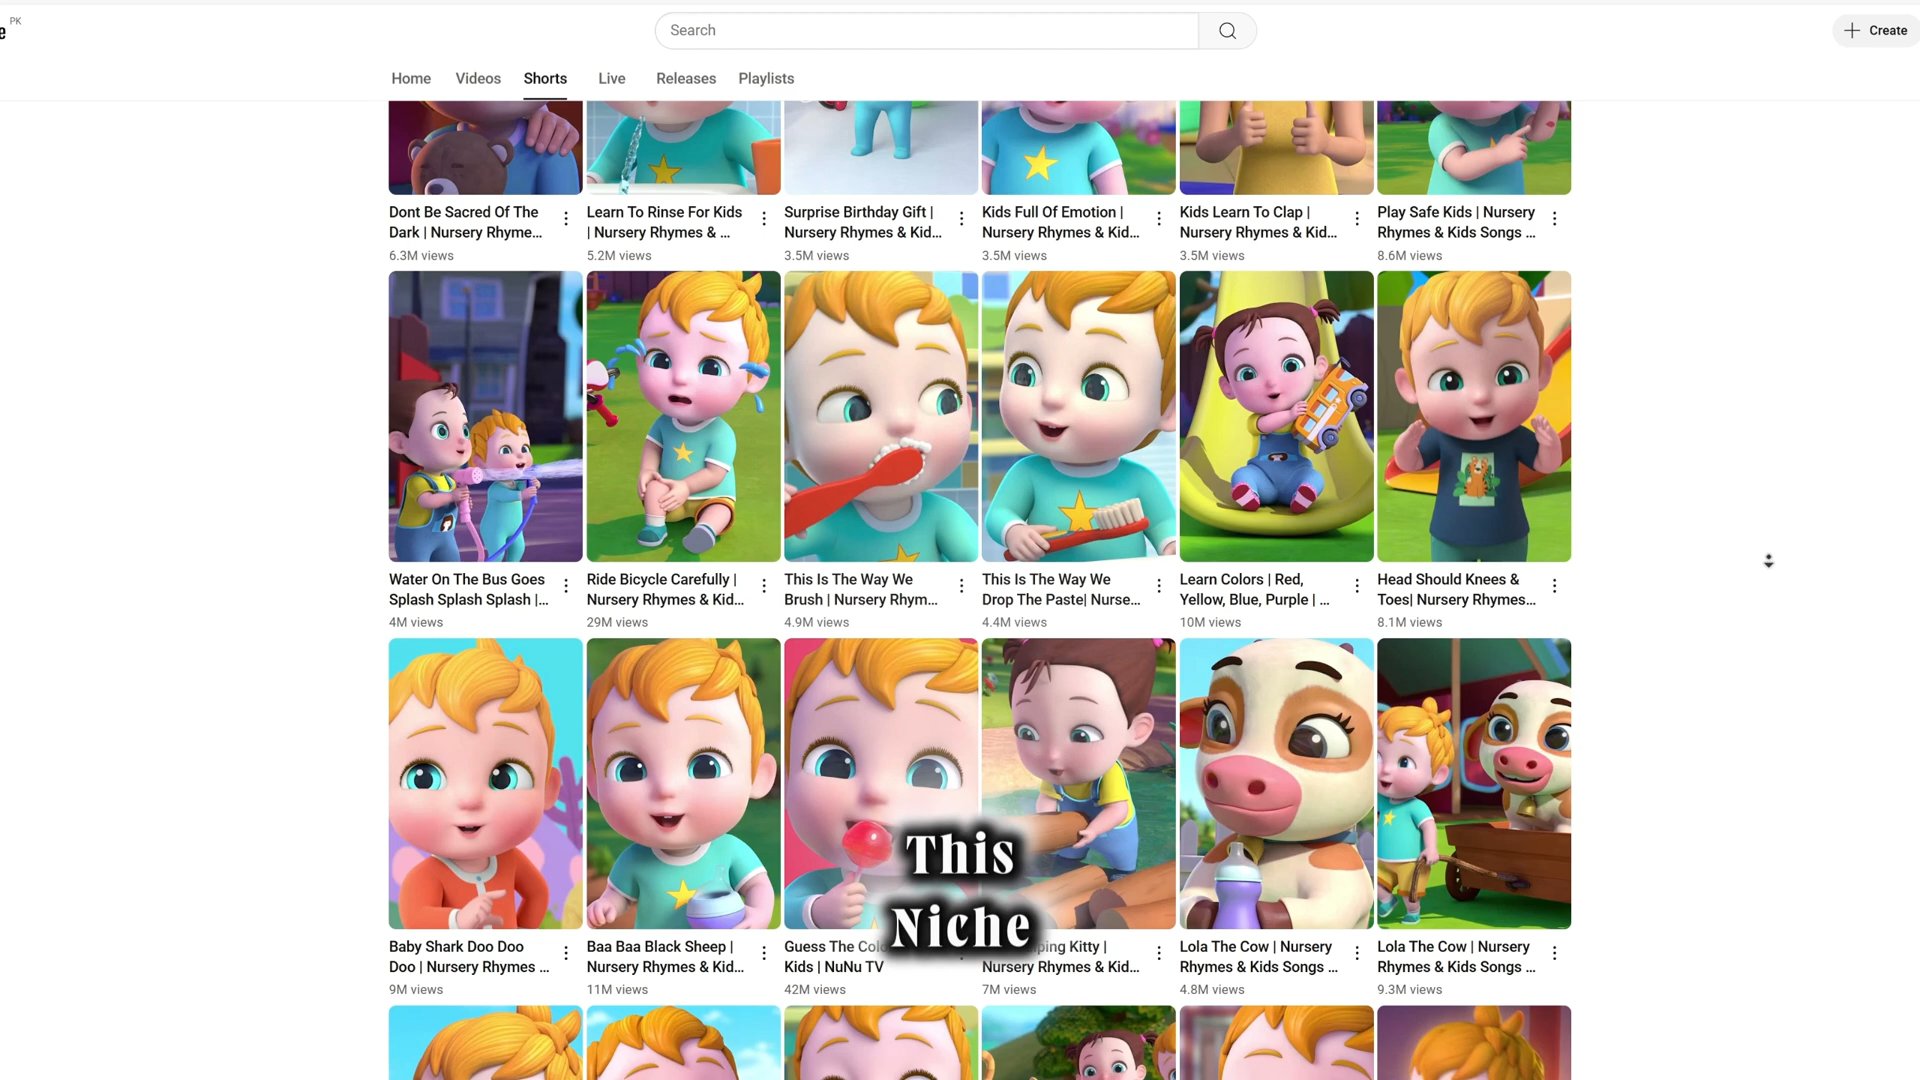 e PK
Search
Create
Home Videos Shorts Live Releases Playlists
Dont Be Sacred Of The
Dark | Nursery Rhyme...
6.3M views
Learn To Rinse For Kids
| Nursery Rhymes & ...
5.2M views
Surprise Birthday Gift |
Nursery Rhymes & Kid...
3.5M views
Kids Full Of Emotion |
Nursery Rhymes & Kid...
3.5M views
Kids Learn To Clap |
Nursery Rhymes & Kid...
3.5M views
Play Safe Kids | Nursery
Rhymes & Kids Songs ...
8.6M views
Water On The Bus Goes
Splash Splash Splash |...
4M views
Ride Bicycle Carefully |
Nursery Rhymes & Kid...
29M views
This Is The Way We
Brush | Nursery Rhym...
4.9M views
This Is The Way We
Drop The Paste| Nurse...
4.4M views
Learn Colors | Red,
Yellow, Blue, Purple | ...
10M views
Head Should Knees &
Toes| Nursery Rhymes...
8.1M views
Baby Shark Doo Doo
Doo | Nursery Rhymes ...
9M views
Baa Baa Black Sheep |
Nursery Rhymes & Kid...
11M views
Guess The
Kids | NuNu TV
42M views
This
Niche
Kitty |
Nursery Rhymes & Kid...
7M views
Lola The Cow | Nursery
Rhymes & Kids Songs ...
4.8M views
Lola The Cow | Nursery
Rhymes & Kids Songs ...
9.3M views